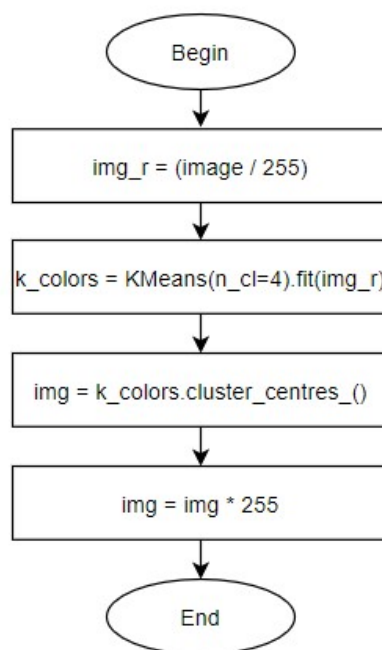 Begin
img_r = (image / 255)
k_colors = KMeans(n_cl=4).fit(img_r)
img = k_colors.cluster_centres_()
img = img * 255
End